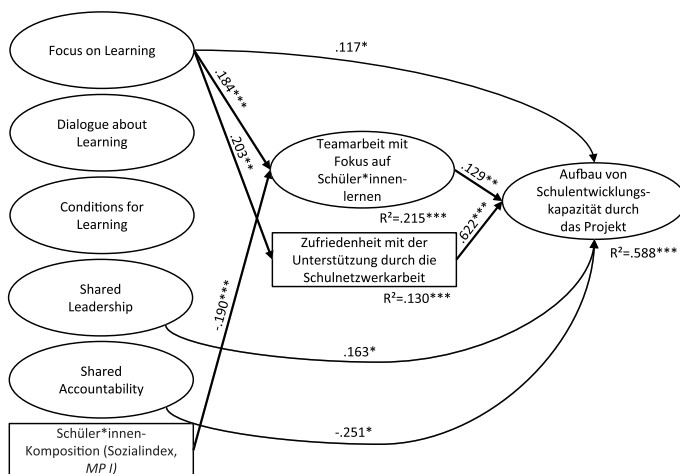 Focus on Learning
.117*
.184***
.203**
Dialogue about
Learning
Teamarbeit mit
Fokus auf
Schüler*innen-
lernen
.129**
R²=.215***
Aufbau von
Schulentwicklungs-
kapazität durch
das Projekt
R²=.588***
Conditions for
Learning
Zufriedenheit mit der
Unterstützung durch die
Schulnetzwerkarbeit
.622***
R²=.130***
Shared
Leadership
-.190***
.163*
Shared
Accountability
-.251*
Schüler*innen-
Komposition (Sozialindex,
MP I)